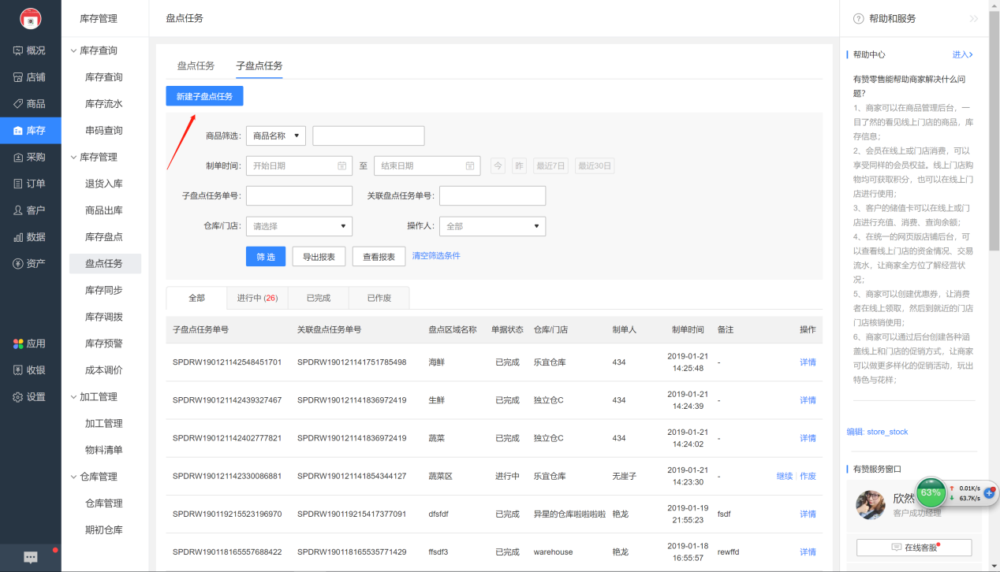 库存管理
盘点任务
帮助和服务
概况
店铺
商品
库存
采购
订单
客户
数据
资产
应用
收银
设置
库存查询
库存查询
库存流水
串码查询
库存管理
退货入库
商品出库
库存盘点
盘点任务
库存同步
库存调拨
库存预警
成本调价
加工管理
加工管理
物料清单
仓库管理
仓库管理
期初仓库
盘点任务 子盘点任务
新建子盘点任务
商品筛选: 商品名称
制单时间: 开始日期 至 结束日期 今 昨 最近7日 最近30日
子盘点任务单号: 关联盘点任务单号:
仓库/门店: 请选择 操作人: 全部
筛选 导出报表 查看报表 清空筛选条件
全部 进行中 (26) 已完成 已作废
子盘点任务单号 关联盘点任务单号 盘点区域名称 单据状态 仓库/门店 制单人 制单时间 备注 操作
SPDRW190121142548451701 SPDRW190121141751785498 海鲜 已完成 乐宜仓库 434 2019-01-21 14:25:48 - 详情
SPDRW190121142439327467 SPDRW190121141836972419 生鲜 已完成 独立仓C 434 2019-01-21 14:24:39 - 详情
SPDRW190121142402777821 SPDRW190121141836972419 蔬菜 已完成 独立仓C 434 2019-01-21 14:24:02 - 详情
SPDRW190121142330086881 SPDRW190121141854344127 蔬菜区 进行中 乐宜仓库 无崖子 2019-01-21 14:23:30 - 继续 作废
SPDRW190119215523196970 SPDRW190119215417377091 dfsfdf 已完成 异星的仓库啦啦啦啦 艳龙 2019-01-19 21:55:23 fsdf 详情
SPDRW190118165557688422 SPDRW190118165535771429 ffsdf3 已完成 warehouse 艳龙 2019-01-18 16:55:57 rewffd 详情
帮助中心 进入
有赞零售能帮助商家解决什么问
题?
1、商家可以在商品管理后台，一
目了然的看见线上门店的商品，库
存信息；
2、会员在线上或门店消费，可以
享受同样的会员权益。线上门店购
物均可获取积分，也可以在线上门
店进行使用；
3、客户的储值卡可以在线上或门
店进行充值、消费、查询余额；
4、在统一的网页版店铺后台，可
以查看线上门店的资金情况、交易
流水，让商家全方位了解经营状
况；
5、商家可以创建优惠券，让消费
者在线上领取，然后到就近的门店
门店核销使用；
6、商家可以通过后台创建各种涵
盖线上和门店的促销方式，让商家
可以做更多样化的促销活动，玩出
特色与花样；
编辑: store_stock
有赞服务窗口
欣然
客户成功经理
63%
0.01K/s
63.7K/s
在线客服